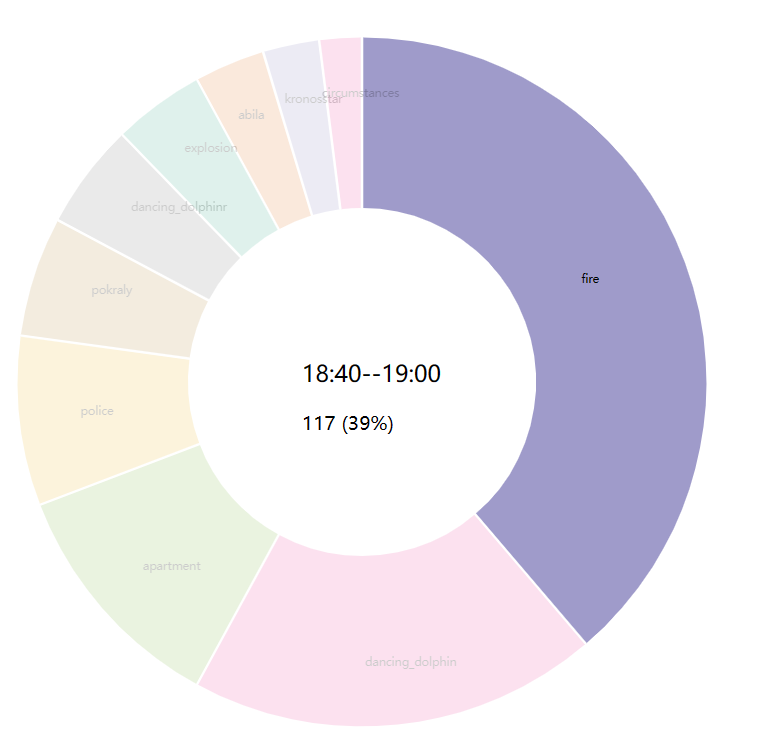 circumstances
kronosstar
abila
explosion
dancing_dolphinr
fire
pokraly
18:40--19:00
police
117 (39%)
apartment
dancing_dolphin